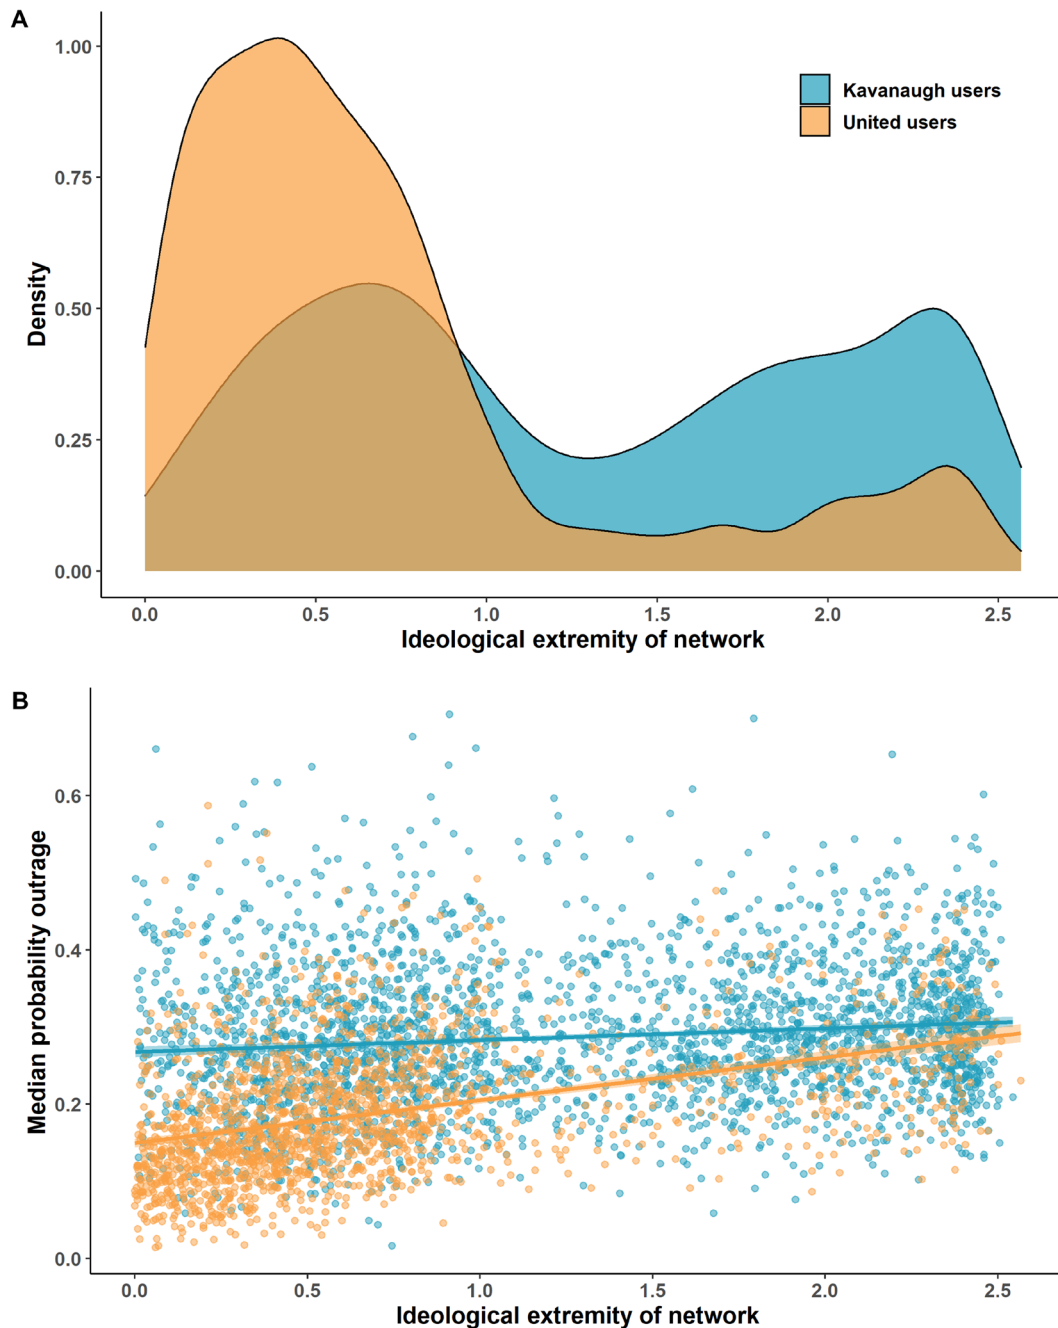 A
1.00
0.75
0.50
0.25
0.00
Density
Kavanaugh users
United users
0.0 0.5 1.0 1.5 2.0 2.5
Ideological extremity of network
B
0.6
0.4
0.2
0.0
Median probability outrage
0.0 0.5 1.0 1.5 2.0 2.5
Ideological extremity of network